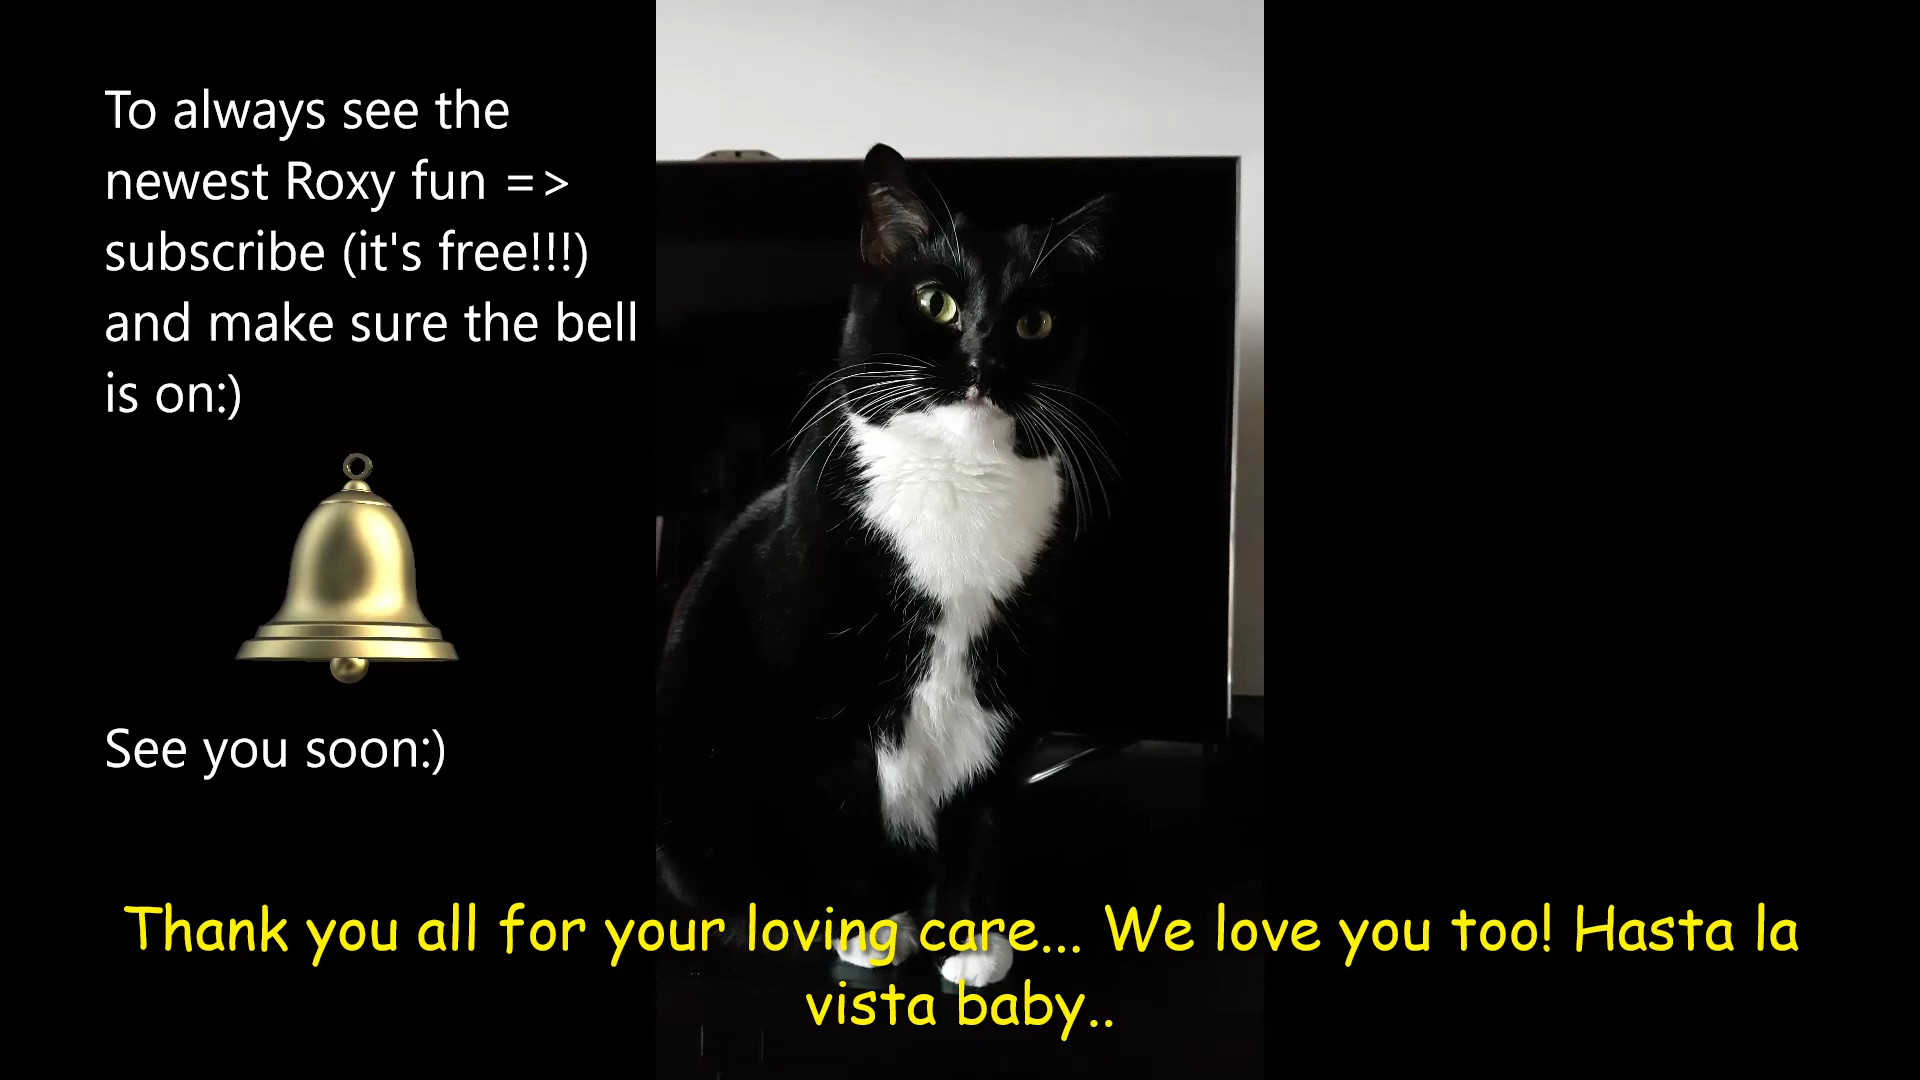 To always see the
newest Roxy fun =>
subscribe (it's free!!!)
and make sure the bell
is on:)
See you soon:)
Thank you all for your loving care... We love you too! Hasta la
vista baby..